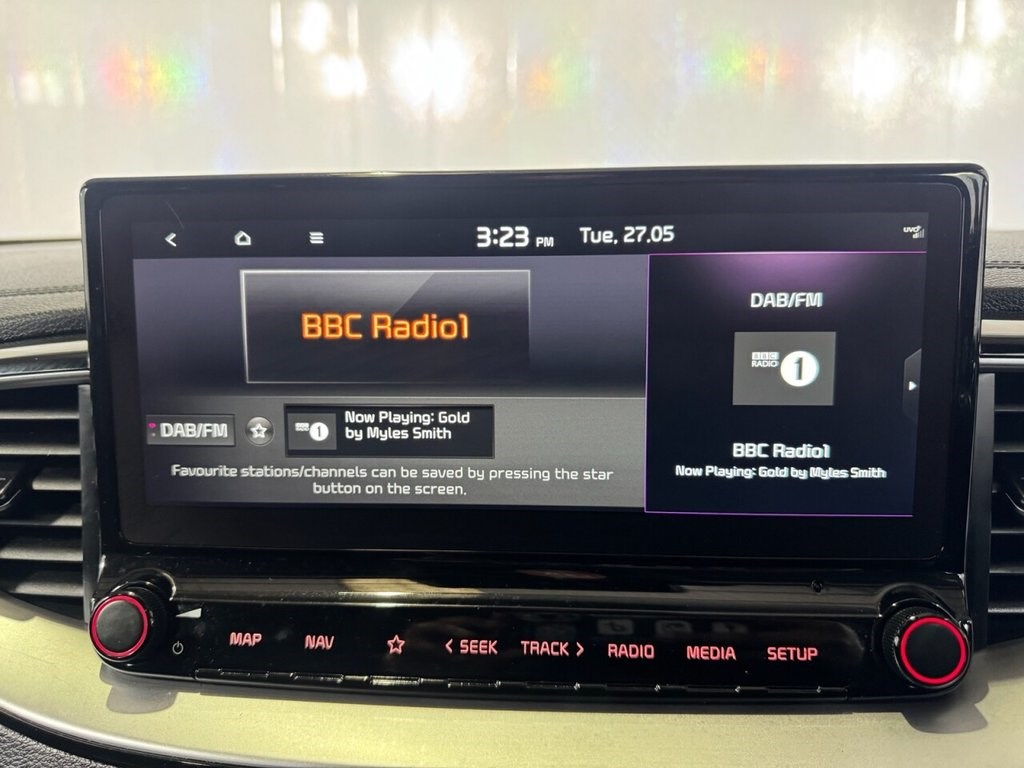 3:23 PM Tue, 27.05
UVO
BBC Radio1
DAB/FM
BBC
RADIO 1
DAB/FM
1
Now Playing: Gold
by Myles Smith
BBC Radio1
Now Playing: Gold by Myles Smith
Favourite stations/channels can be saved by pressing the star
button on the screen.
MAP NAV < SEEK TRACK > RADIO MEDIA SETUP